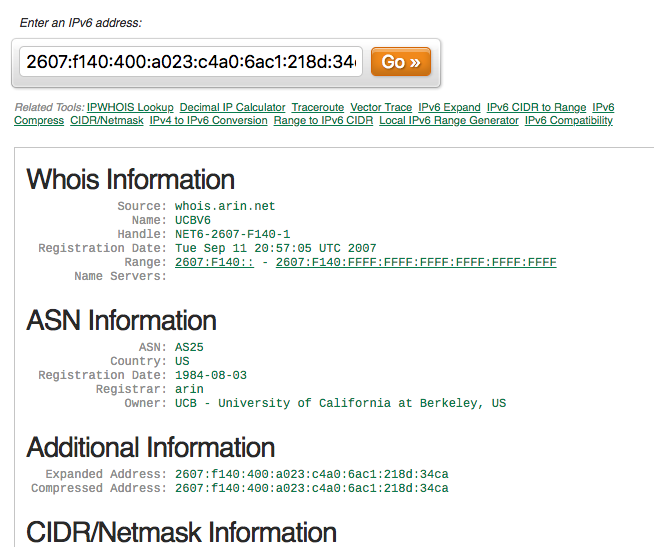 Enter an IPv6 address:
2607:f140:400:a023:c4a0:6ac1:218d:34
Go »
Related Tools: IPWHOIS Lookup Decimal IP Calculator Traceroute Vector Trace IPv6 Expand IPv6 CIDR to Range IPv6
Compress CIDR/Netmask IPv4 to IPv6 Conversion Range to IPv6 CIDR Local IPv6 Range Generator IPv6 Compatibility
Whois Information
Source: whois.arin.net
Name: UCBV6
Handle: NET6-2607-F140-1
Registration Date: Tue Sep 11 20:57:05 UTC 2007
Range: 2607:F140:: - 2607:F140:FFFF:FFFF:FFFF:FFFF:FFFF:FFFF
Name Servers:
ASN Information
ASN: AS25
Country: US
Registration Date: 1984-08-03
Registrar: arin
Owner: UCB - University of California at Berkeley, US
Additional Information
Expanded Address: 2607:f140:400:a023:c4a0:6ac1:218d:34ca
Compressed Address: 2607:f140:400:a023:c4a0:6ac1:218d:34ca
CIDR/Netmask Information